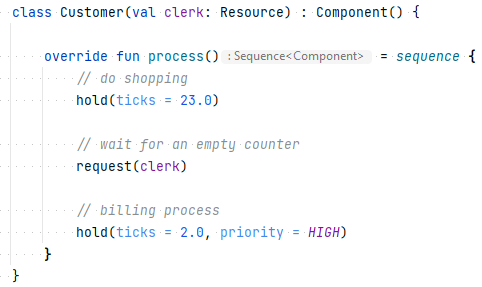 class Customer(val clerk: Resource) : Component() {
override fun process() : Sequence<Component> = sequence {
// do shopping
hold(ticks = 23.0)
// wait for an empty counter
request(clerk)
// billing process
hold(ticks = 2.0, priority = HIGH)
}
}